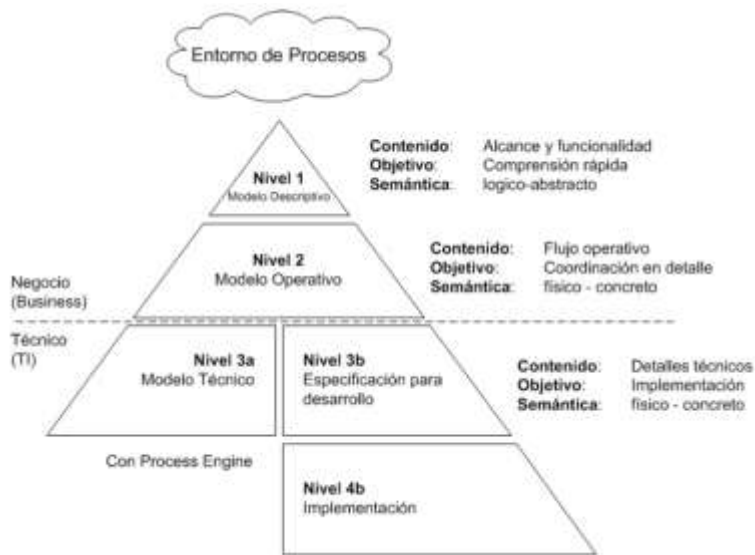 Entorno de Procesos
Nivel 1
Modelo Descriptivo
Contenido: Alcance y funcionalidad
Objetivo: Comprensión rápida
Semántica: logico-abstracto
Nivel 2
Modelo Operativo
Contenido: Flujo operativo
Objetivo: Coordinación en detalle
Semántica: físico - concreto
Negocio
(Business)
Técnico
(TI)
Nivel 3a
Modelo Técnico
Nivel 3b
Especificación para
desarrollo
Contenido: Detalles técnicos
Objetivo: Implementación
Semántica: físico - concreto
Con Process Engine
Nivel 4b
Implementación